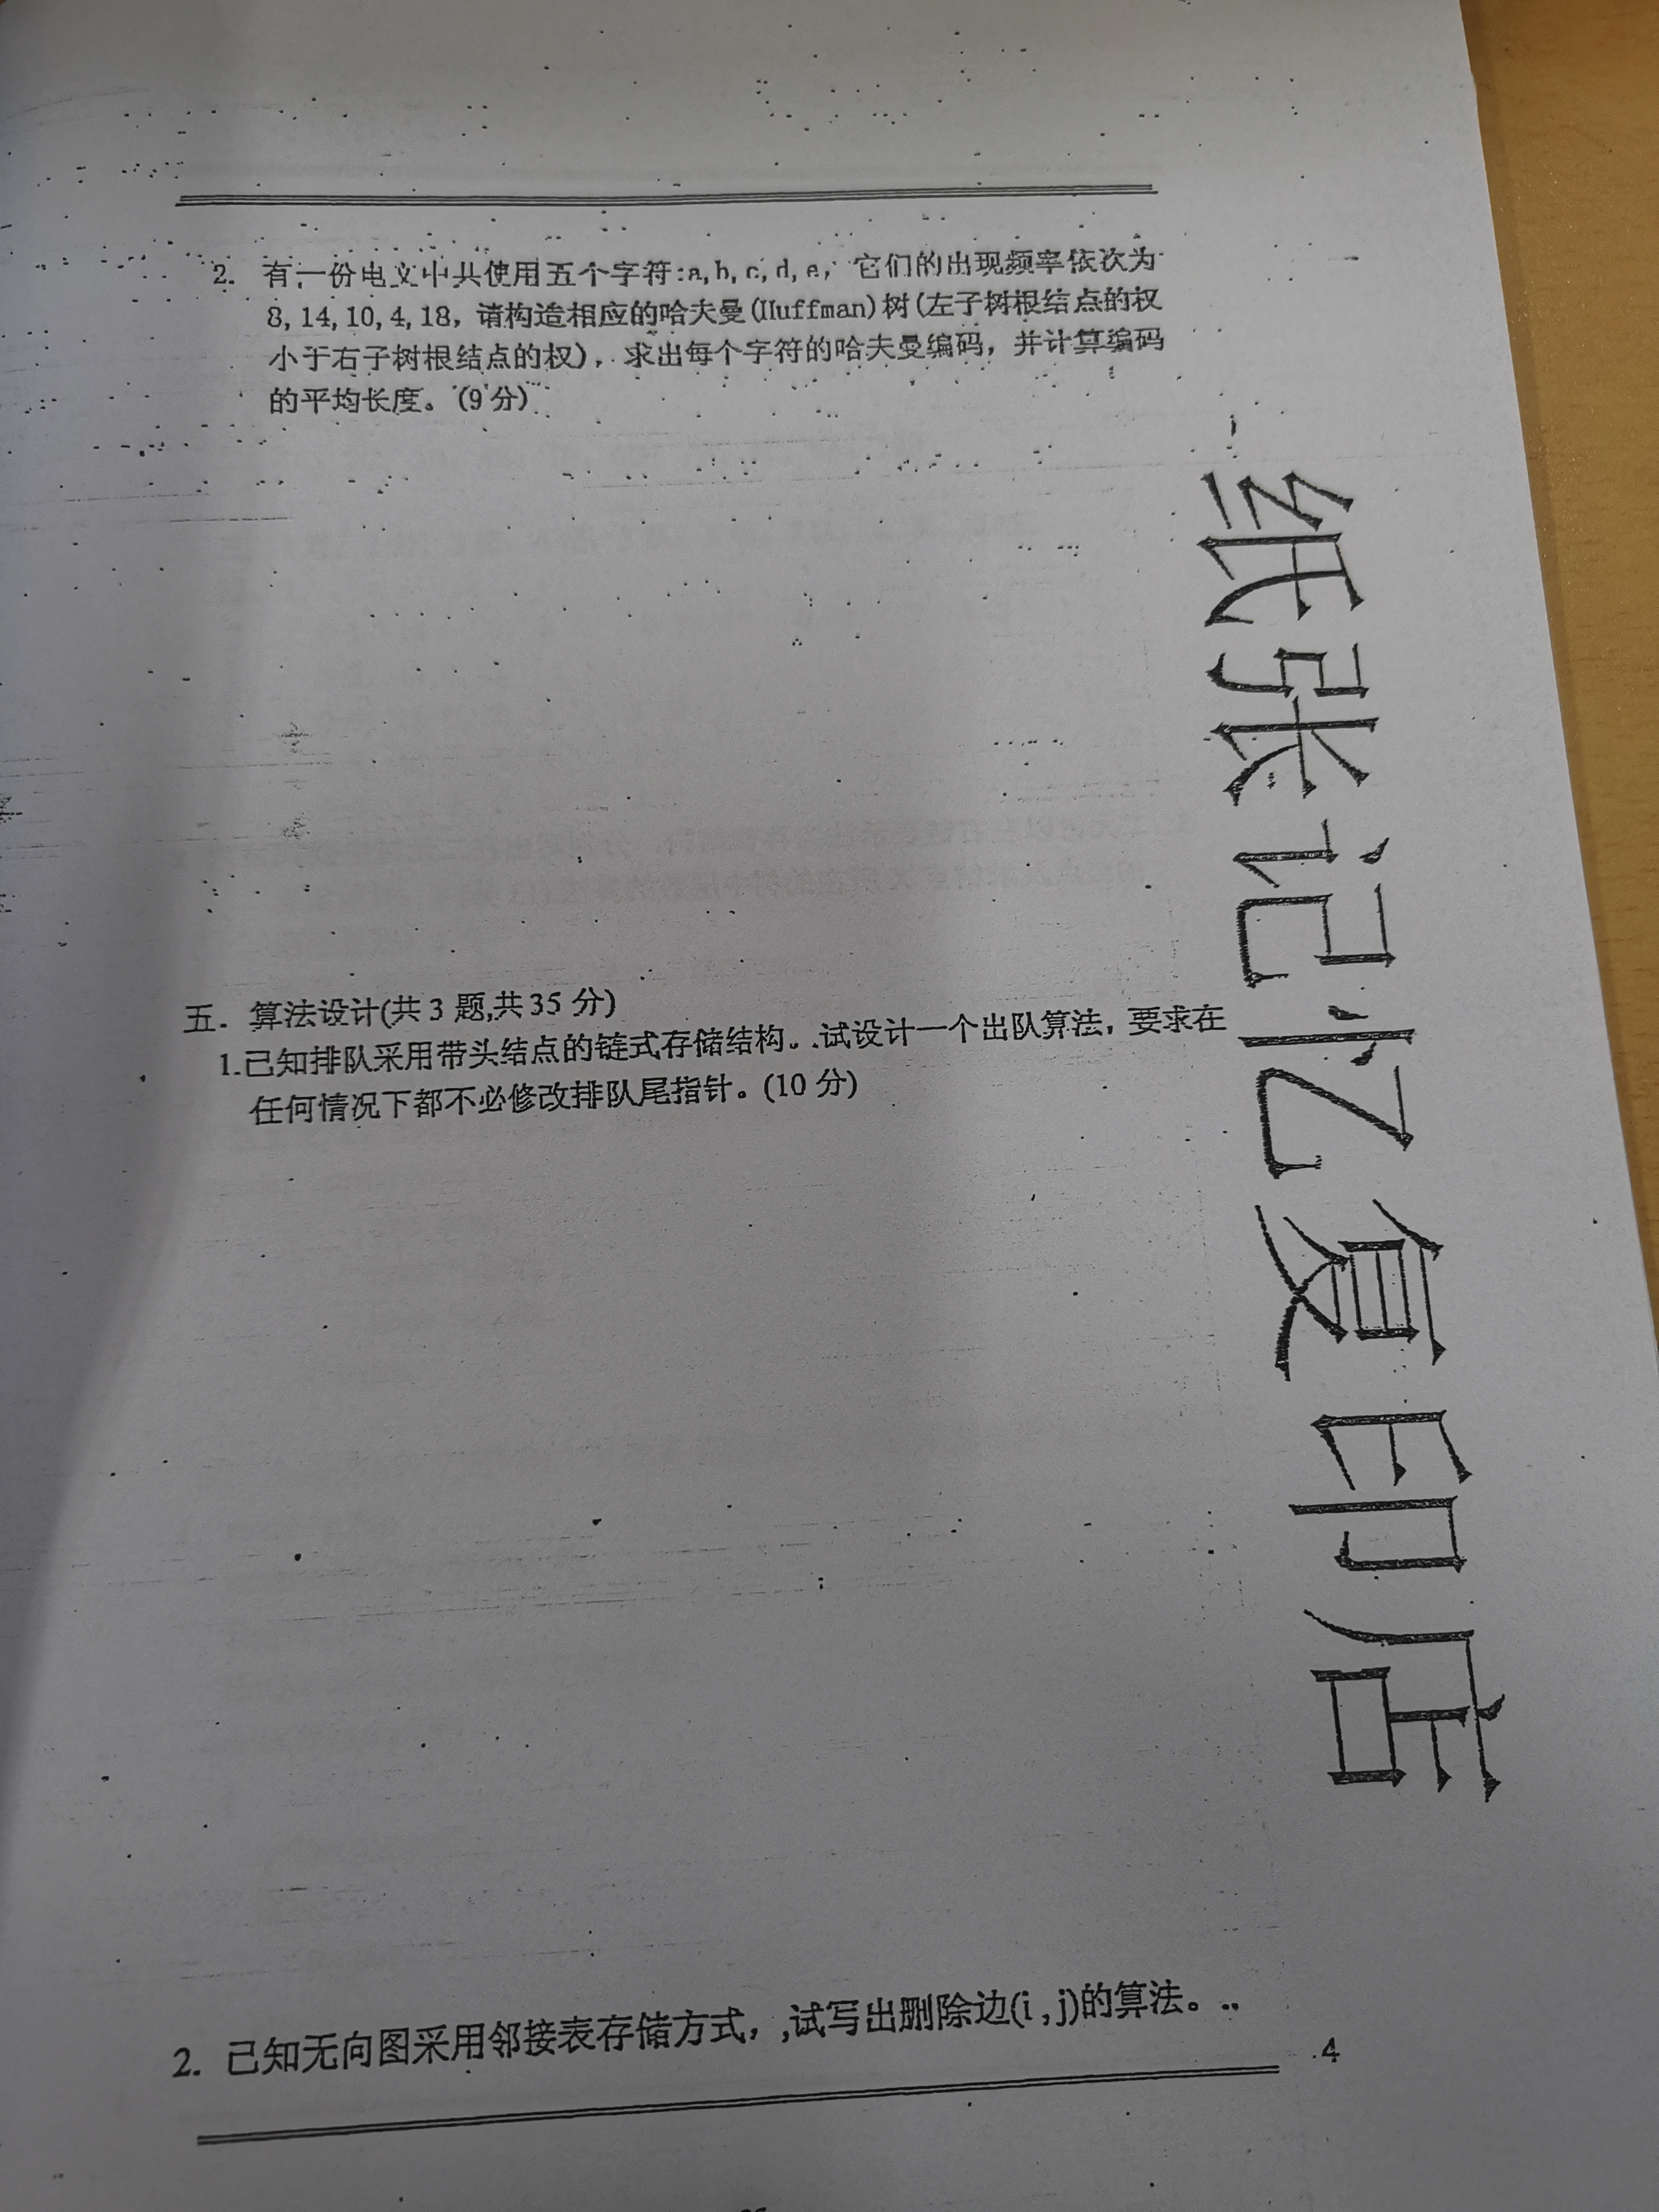 2. 有一份电文中共使用五个字符:a,b,c,d,e, 它们的出现频率依次为
8,14,10,4,18, 请构造相应的哈夫曼(Huffman)树(左子树根结点的权
小于右子树根结点的权), 求出每个字符的哈夫曼编码, 并计算编码
的平均长度。(9分)
五. 算法设计(共3题,共35分)
1.已知排队采用带头结点的链式存储结构。.试设计一个出队算法, 要求在
任何情况下都不必修改排队尾指针。(10分)
2. 已知无向图采用邻接表存储方式, ,试写出删除边(i,j)的算法。
4
纸张记忆复印店